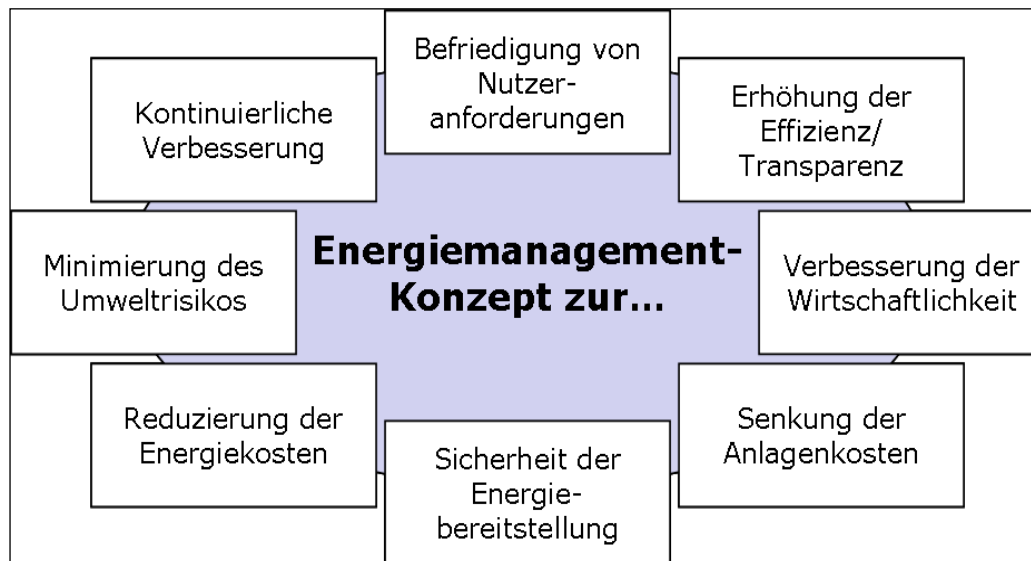 Befriedigung von
Nutzer-
anforderungen
Kontinuierliche
Verbesserung
Erhöhung der
Effizienz/
Transparenz
Minimierung des
Umweltrisikos
Energiemanagement-
Konzept zur...
Verbesserung der
Wirtschaftlichkeit
Reduzierung der
Energiekosten
Sicherheit der
Energie-
bereitstellung
Senkung der
Anlagenkosten